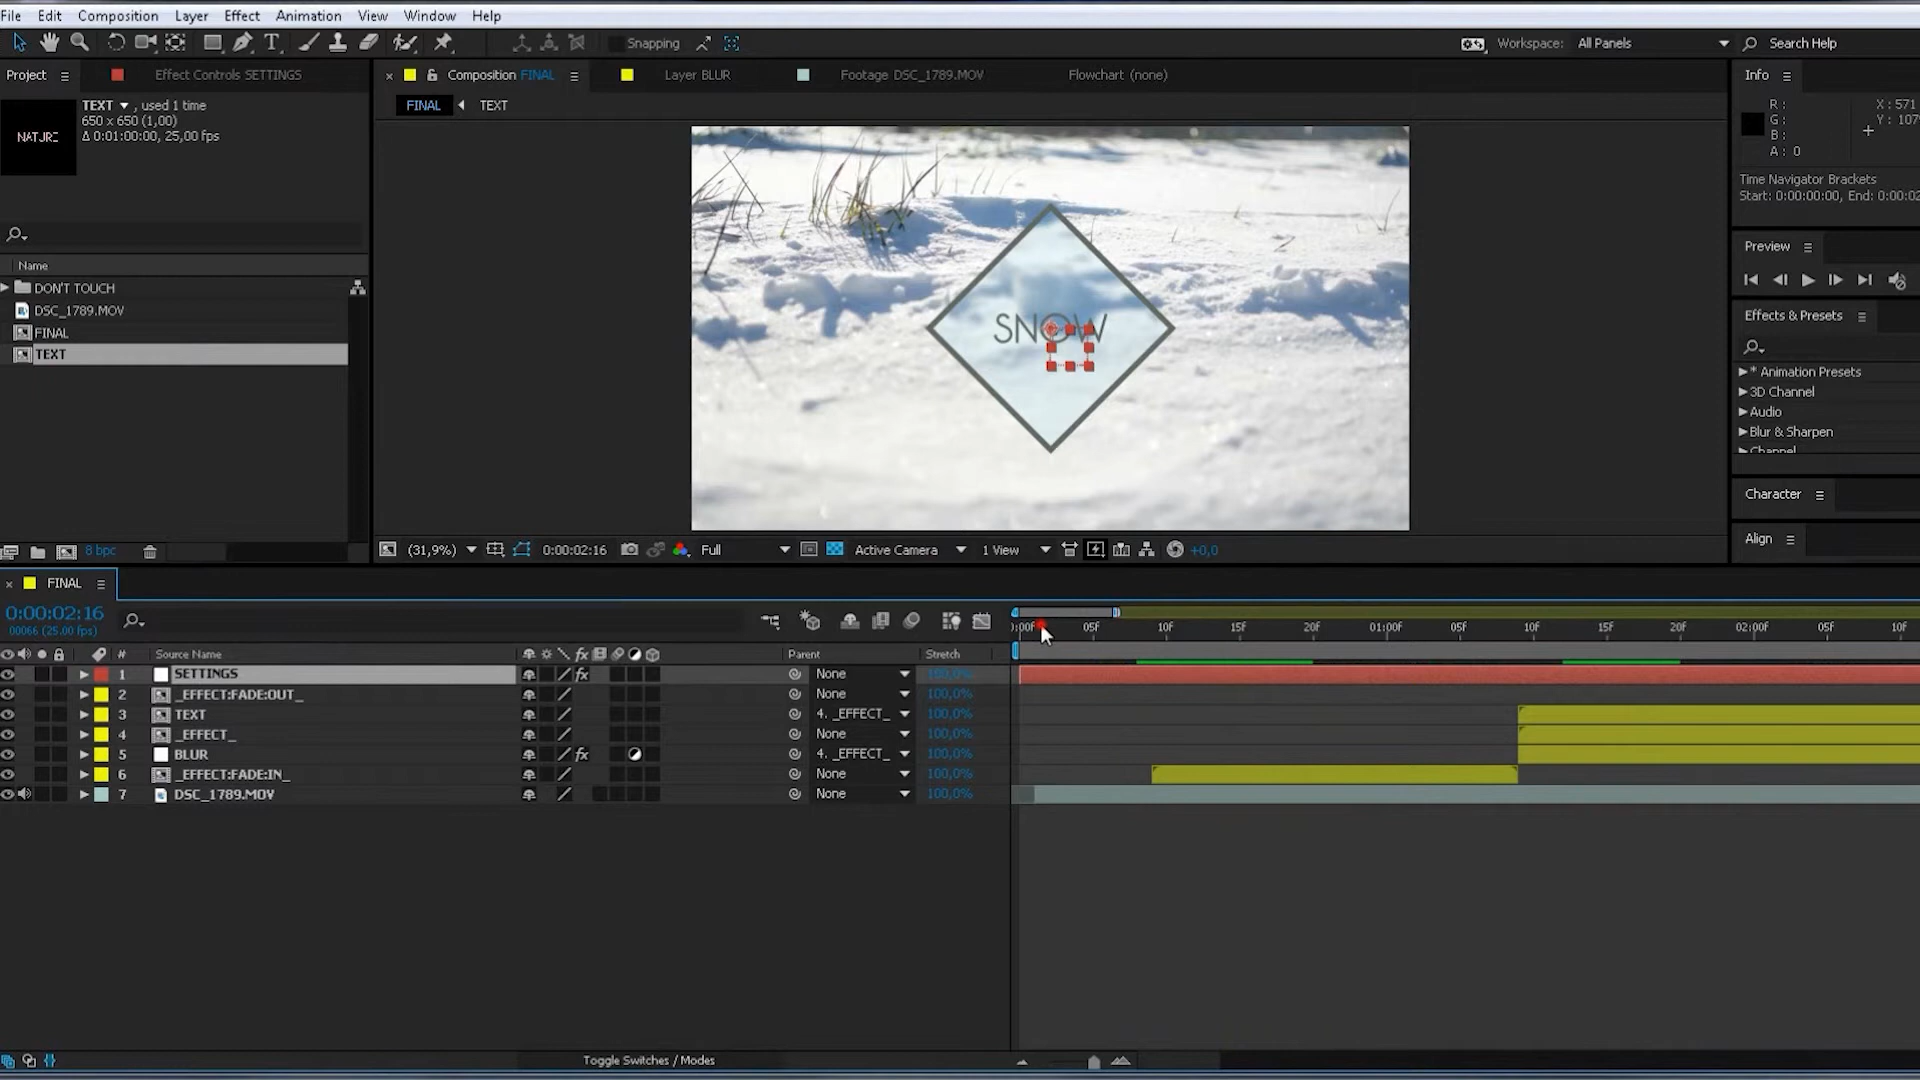 File Edit Composition Layer Effect Animation View Window Help
Snapping
Workspace: All Panels
Search Help
Project
Effect Controls SETTINGS
Composition FINAL
Layer BLUR
Footage DSC_1789.MOV
Flowchart (none)
Info
TEXT , used 1 time
650 x 650 (1,00)
Δ 0:01:00:00, 25,00 fps
FINAL
TEXT
R :
G :
B :
A : 0
X : 571
Time Navigator Brackets
Start: 0:00:00:00, End: 0:00:02
Preview
Name
DON'T TOUCH
DSC_1789.MOV
FINAL
TEXT
SNOW
Effects & Presets
* Animation Presets
3D Channel
Audio
Blur & Sharpen
Channel
Character
Align
8 bpc
(31,9%)
0:00:02:16
Full
Active Camera
1 View
+0,0
FINAL
0:00:02:16
00066 (25.00 fps)
:00F 05F 10F 15F 20F 01:00F 05F 10F 15F 20F 02:00F 05F 10F
# Source Name fx Parent Stretch
1 SETTINGS fx None 100,0%
2 _EFFECT:FADE:OUT_ None 100,0%
3 TEXT 4. _EFFECT_ 100,0%
4 _EFFECT_ None 100,0%
5 BLUR fx 4. _EFFECT_ 100,0%
6 _EFFECT:FADE:IN_ None 100,0%
7 DSC_1789.MOV None 100,0%
Toggle Switches / Modes